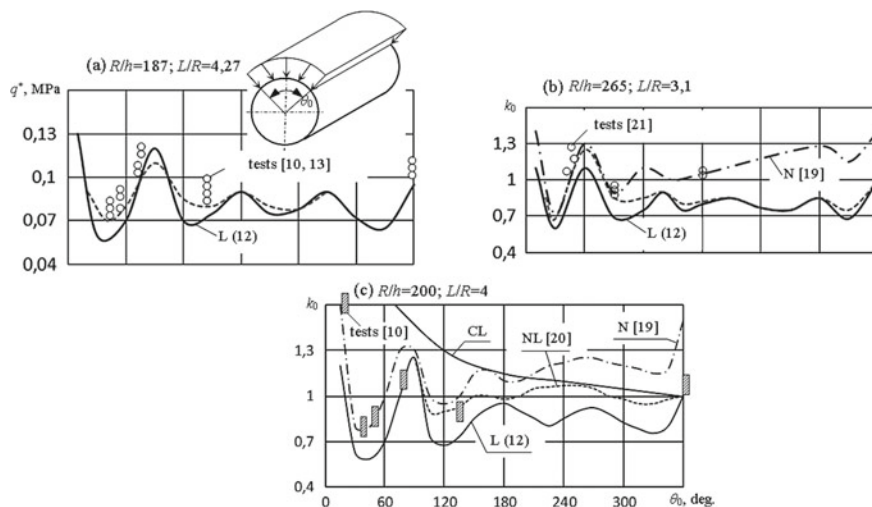 (a) R/h=187; L/R=4,27
q*, MPa
0,13
0,1
0,07
0,04
θ₀
tests [10, 13]
L (12)
(b) R/h=265; L/R=3,1
k₀
1,3
1
0,7
0,4
tests [21]
N [19]
L (12)
(c) R/h=200; L/R=4
k₀
1,3
1
0,7
0,4
tests [10]
CL
NL [20]
N [19]
L (12)
0 60 120 180 240 300 θ₀, deg.